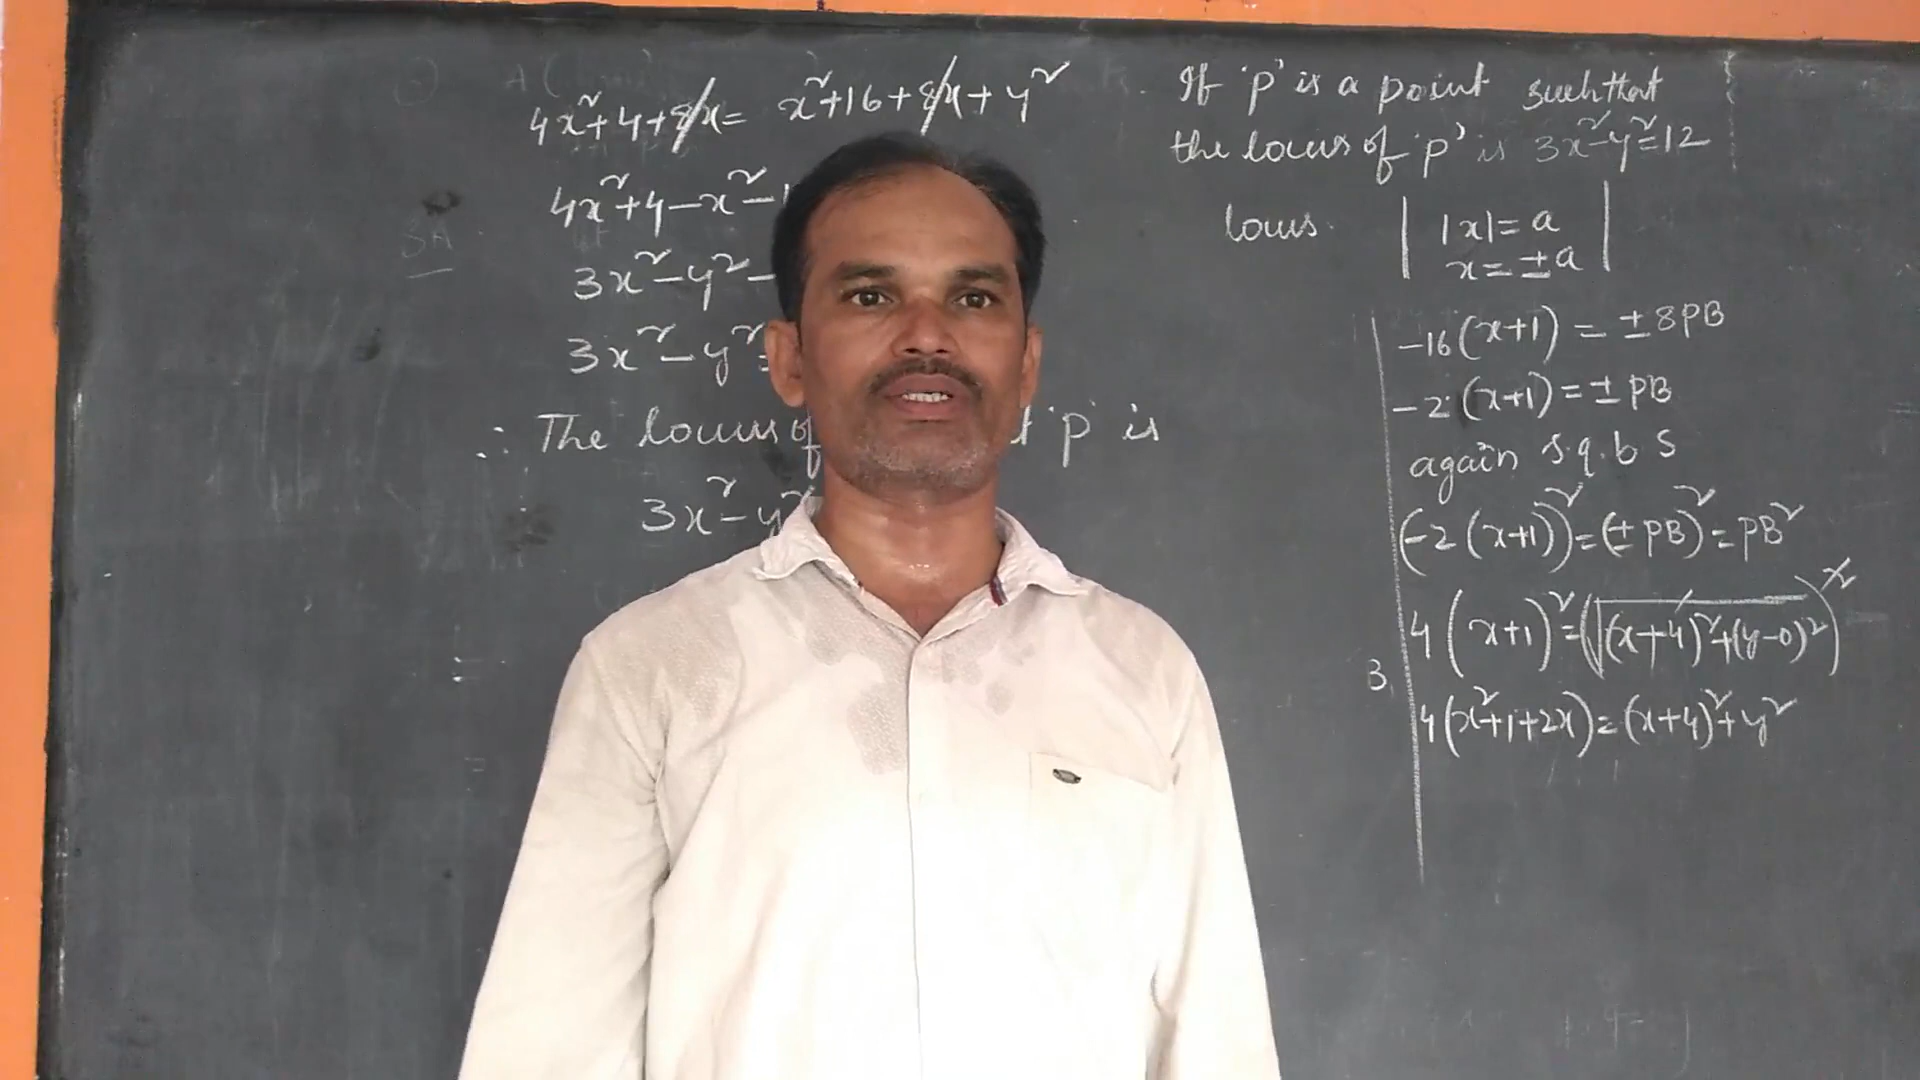 4x²+4+8x= x²+16+8x+y²
4x²+4-x²-1
3x²-y²-
3x²-y²=
∴ The locus of 'p' is
3x²-y²
If 'p' is a point such that
the locus of 'p' is 3x²-y²=12
locus. |x|=a
x=±a
-16(x+1) = ±8PB
-2(x+1)=±PB
again s.q.b s
(-2(x+1))²=(±PB)²=PB²
4(x+1)²=(√(x+4)²+(y-0)²)²
3.
4(x²+1+2x)=(x+4)²+y²